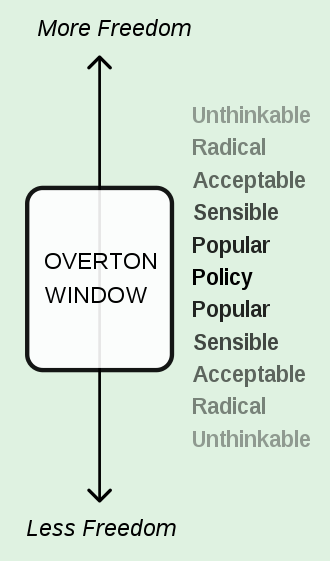 More Freedom
Unthinkable
Radical
Acceptable
Sensible
Popular
OVERTON
WINDOW
Policy
Popular
Sensible
Acceptable
Radical
Unthinkable
Less Freedom